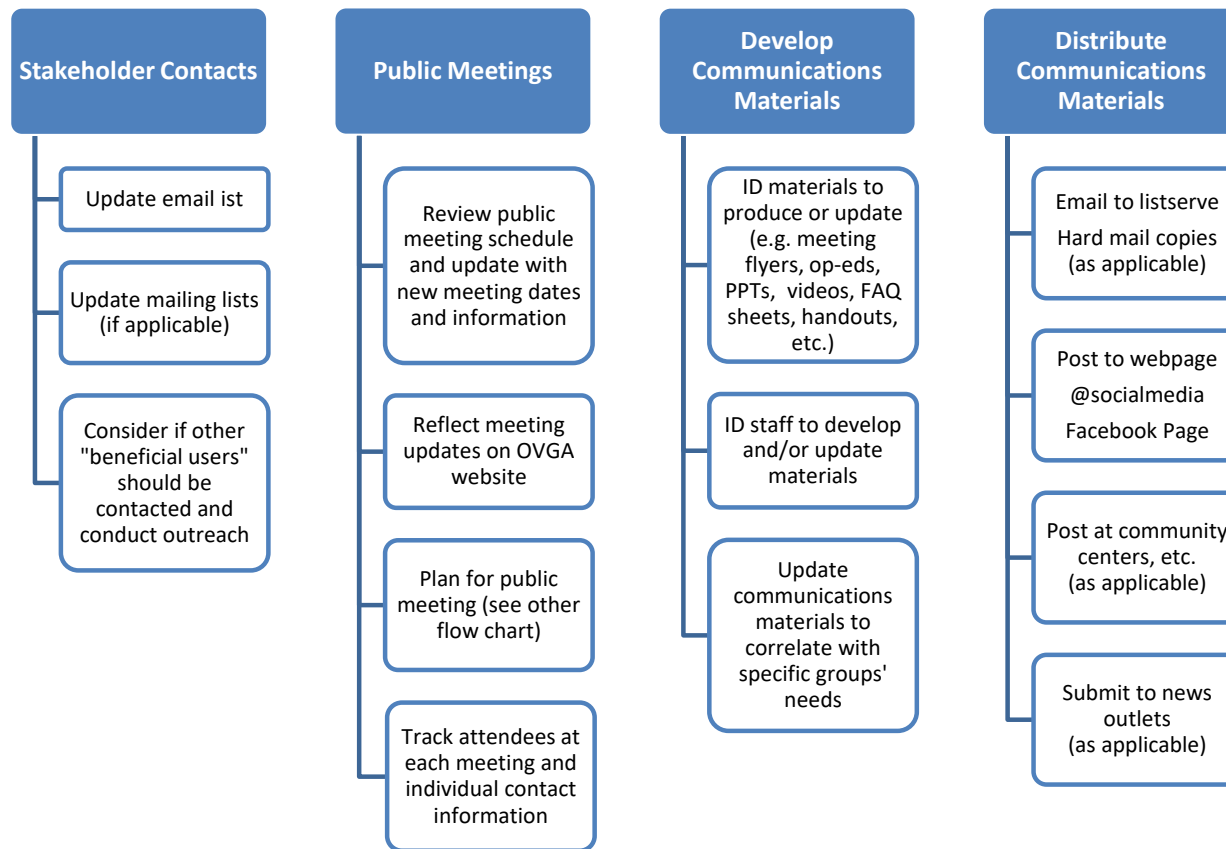 Stakeholder Contacts
Update email ist
Update mailing lists
(if applicable)
Consider if other
"beneficial users"
should be
contacted and
conduct outreach
Public Meetings
Review public
meeting schedule
and update with
new meeting dates
and information
Reflect meeting
updates on OVGA
website
Plan for public
meeting (see other
flow chart)
Track attendees at
each meeting and
individual contact
information
Develop
Communications
Materials
ID materials to
produce or update
(e.g. meeting
flyers, op-eds,
PPTs, videos, FAQ
sheets, handouts,
etc.)
ID staff to develop
and/or update
materials
Update
communications
materials to
correlate with
specific groups'
needs
Distribute
Communications
Materials
Email to listserve
Hard mail copies
(as applicable)
Post to webpage
@socialmedia
Facebook Page
Post at community
centers, etc.
(as applicable)
Submit to news
outlets
(as applicable)